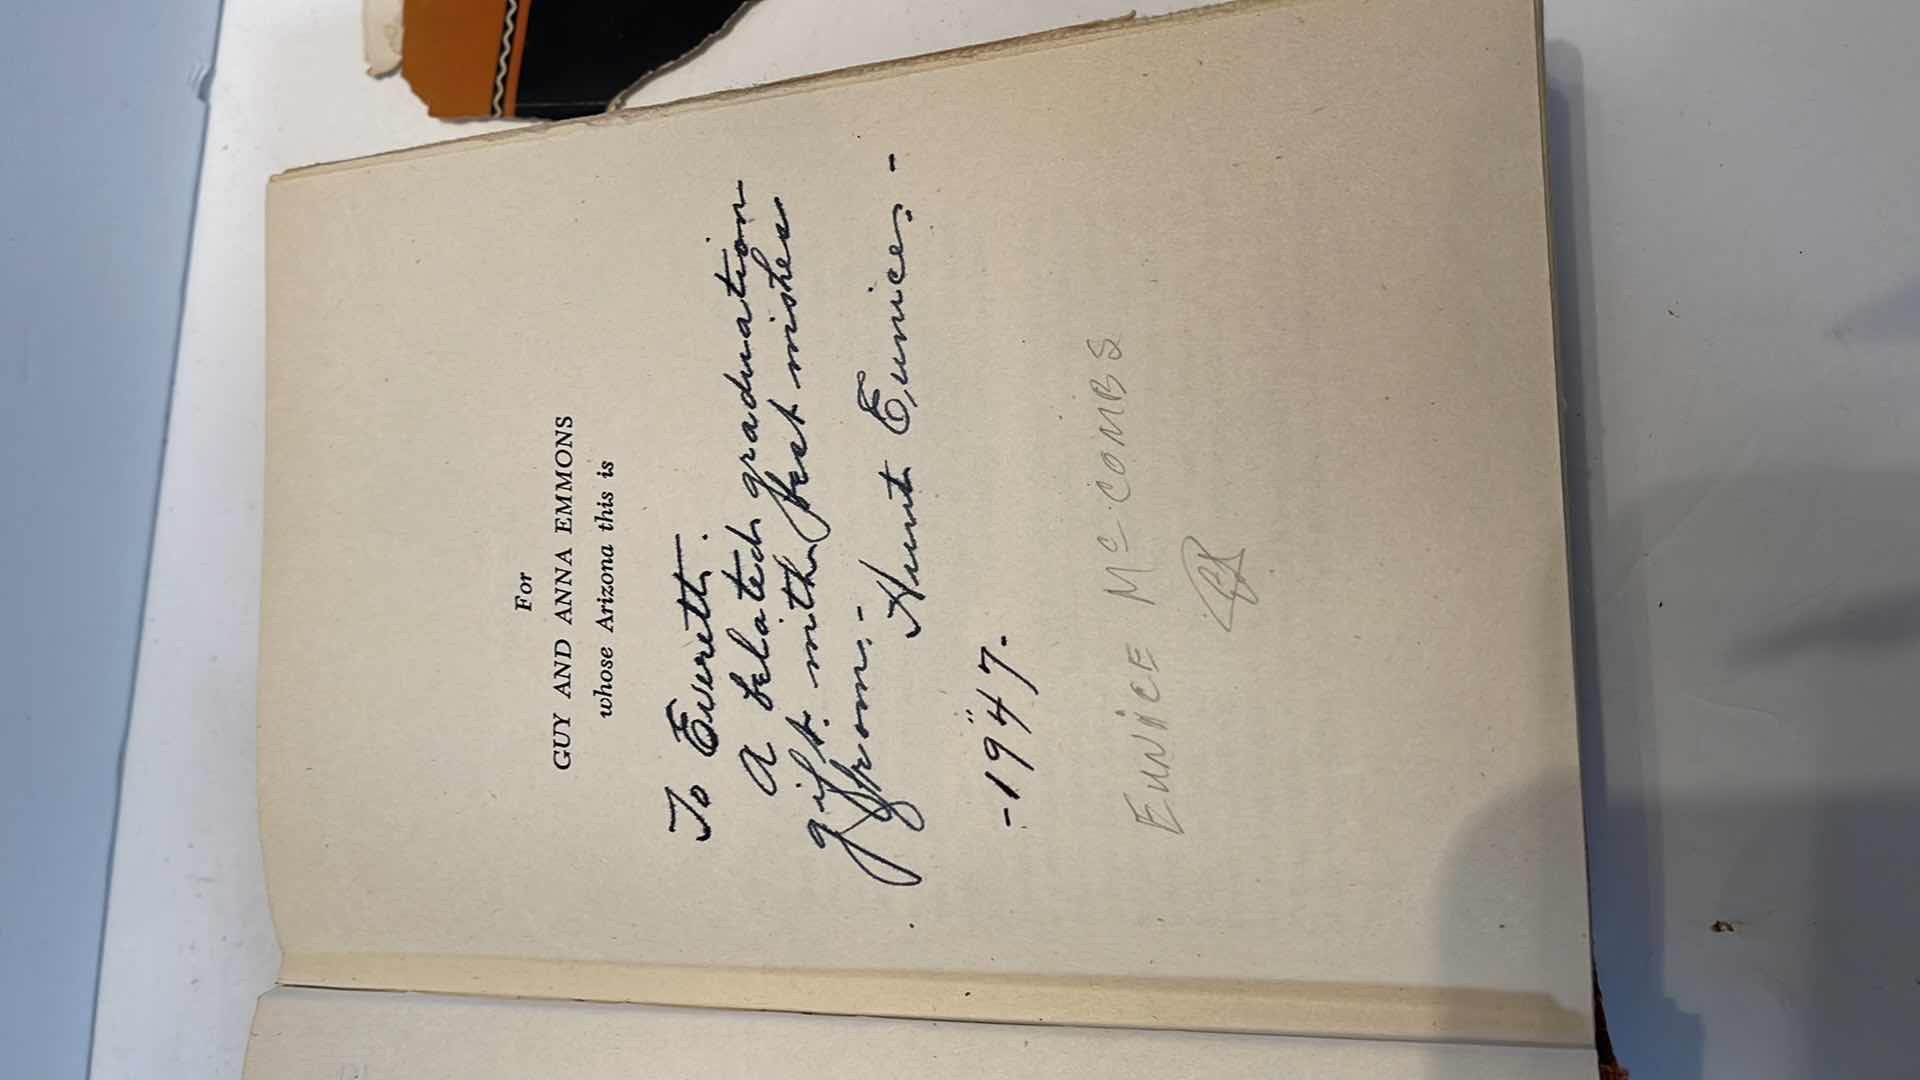 For
GUY AND ANNA EMMONS
whose Arizona this is
To Everett.
A belated graduation
gift. with best wishes
from:-
Aunt Eunice. -
-1947.-
EUNICE McCOMBS